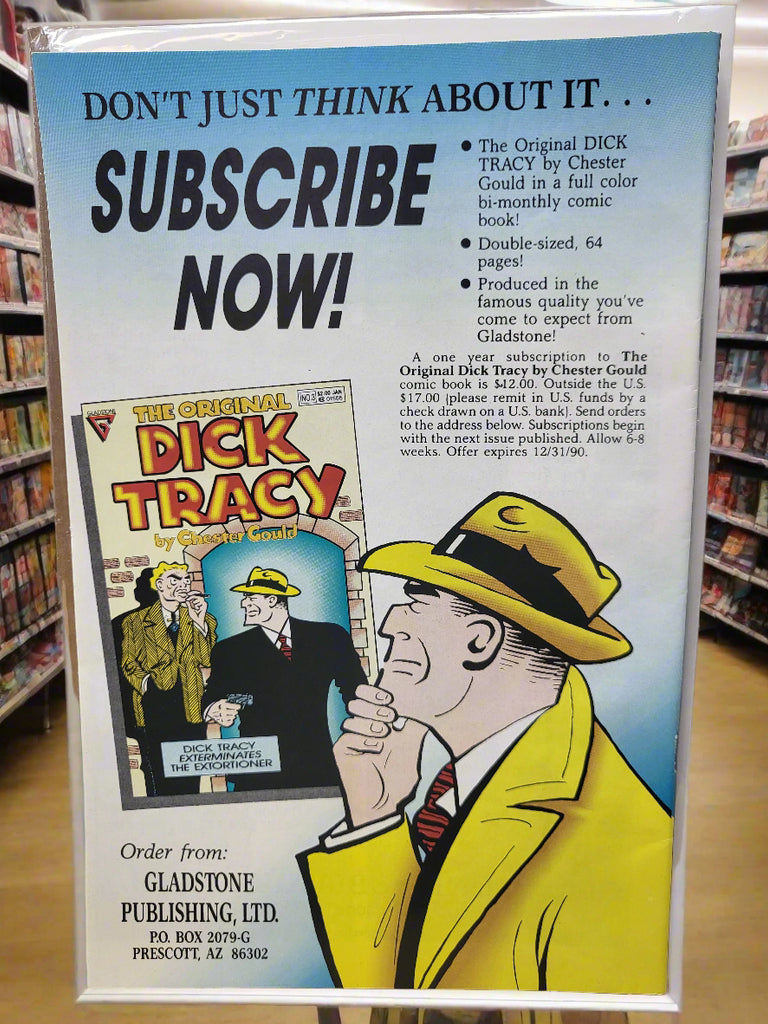 DON'T JUST THINK ABOUT IT...
SUBSCRIBE
NOW!
• The Original DICK
TRACY by Chester
Gould in a full color
bi-monthly comic
book!
• Double-sized, 64
pages!
• Produced in the
famous quality you've
come to expect from
Gladstone!
A one year subscription to The
Original Dick Tracy by Chester Gould
comic book is $12.00. Outside the U.S.
$17.00 (please remit in U.S. funds by a
check drawn on a U.S. bank). Send orders
to the address below. Subscriptions begin
with the next issue published. Allow 6-8
weeks. Offer expires 12/31/90.
GLADSTONE
NO.3 $2.00 JAN
THE ORIGINAL
DICK
TRACY
by Chester Gould
DICK TRACY
EXTERMINATES
THE EXTORTIONER
Order from:
GLADSTONE
PUBLISHING, LTD.
P.O. BOX 2079-G
PRESCOTT, AZ 86302